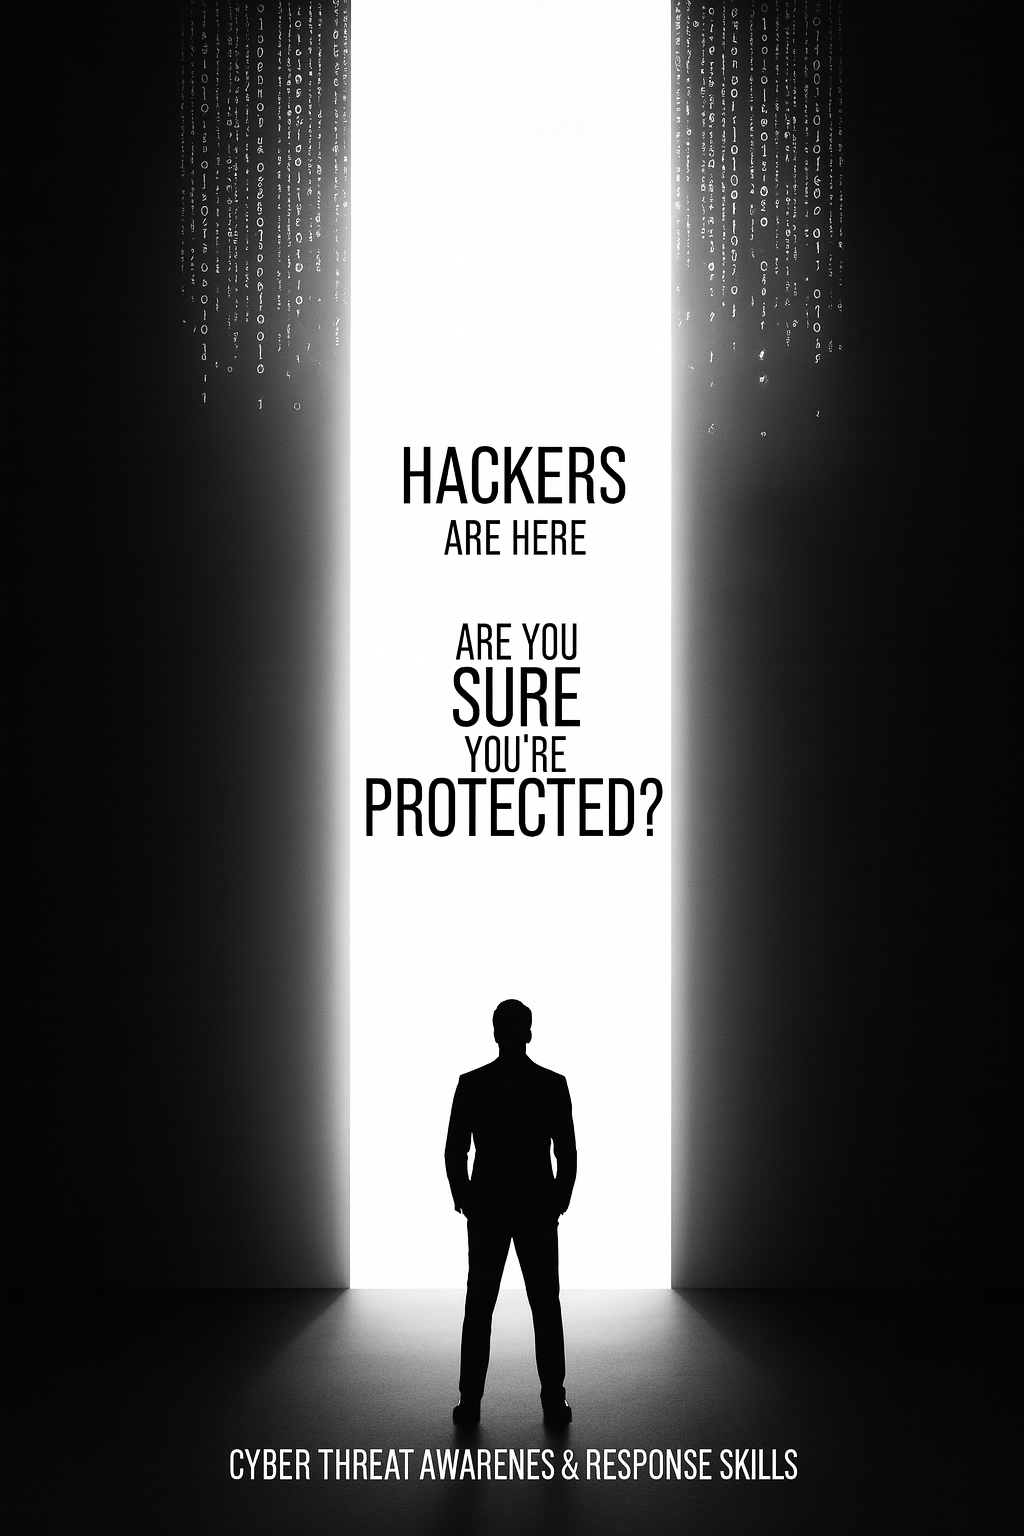 HACKERS
ARE HERE
ARE YOU
SURE
YOU'RE
PROTECTED?
CYBER THREAT AWARENES & RESPONSE SKILLS